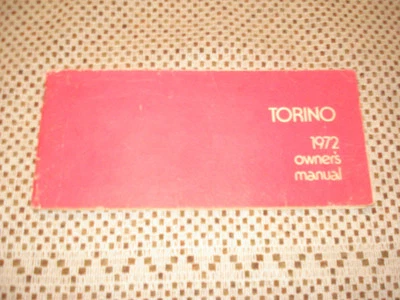 TORINO
1972
owner's
manual